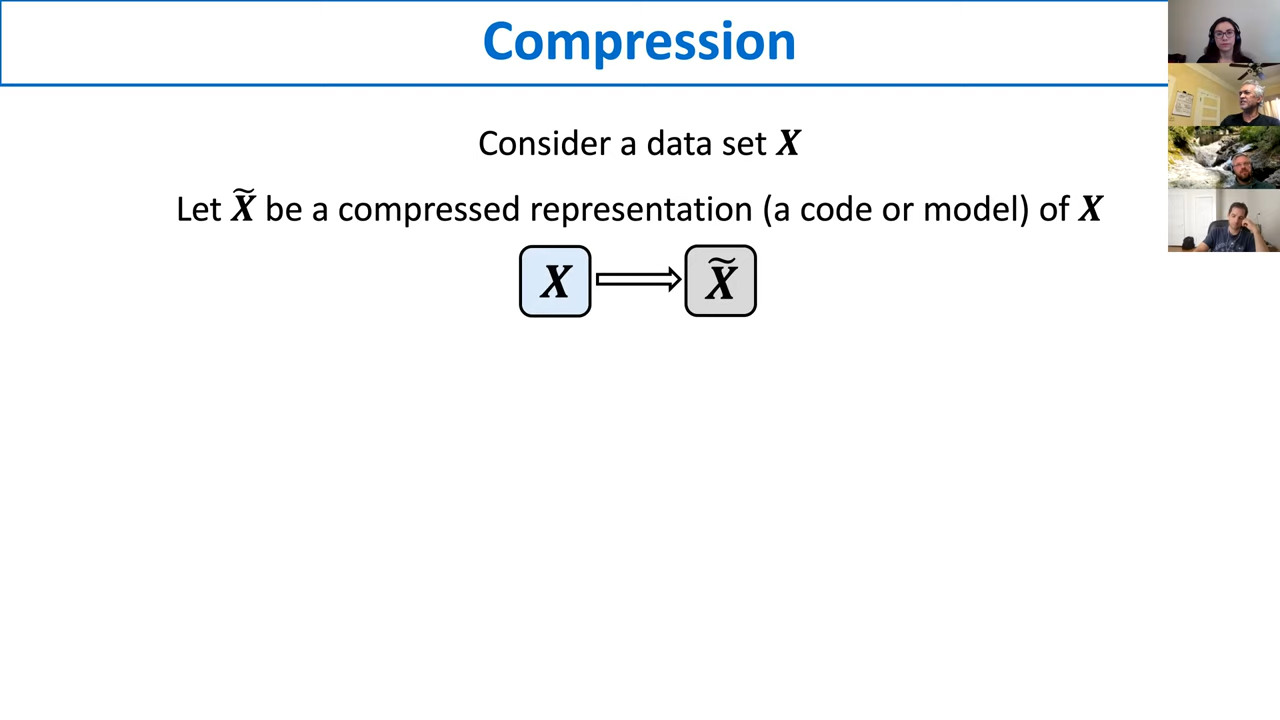 Compression
Consider a data set X
Let X̃ be a compressed representation (a code or model) of X
X X̃